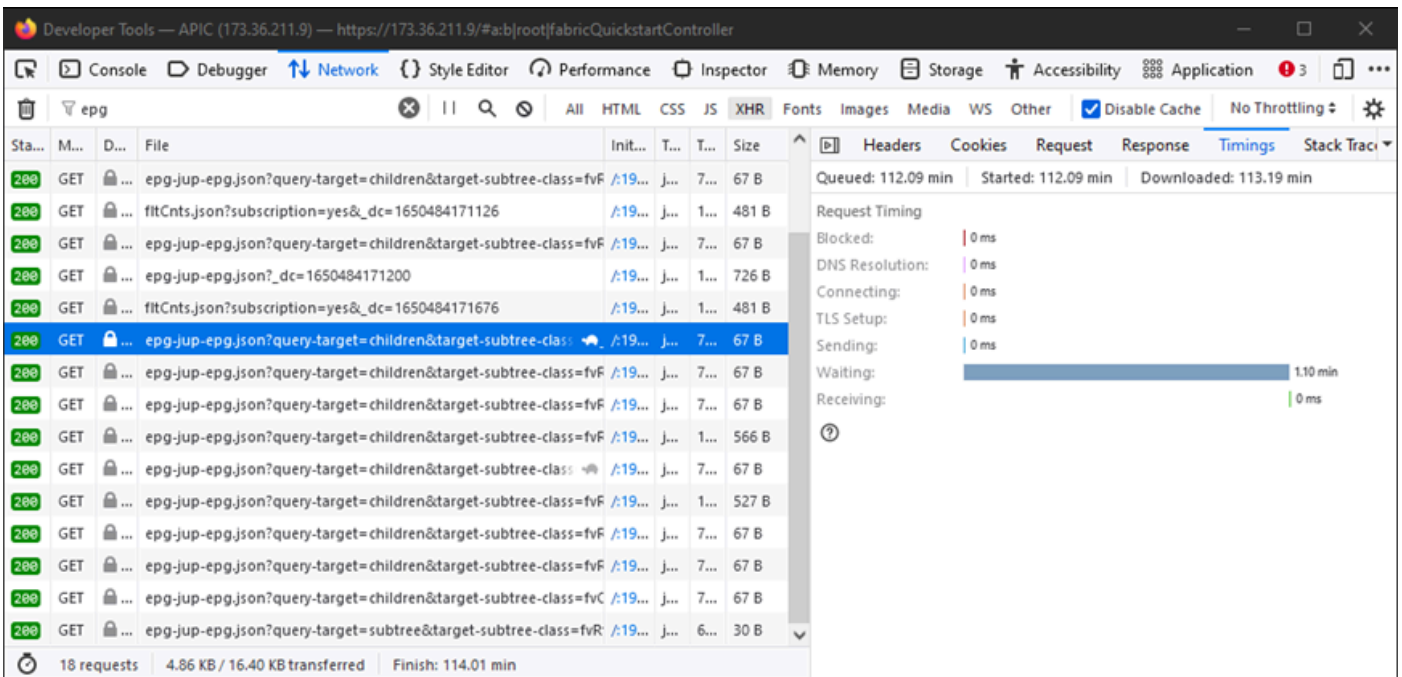 Developer Tools — APIC (173.36.211.9) — https://173.36.211.9/#a:b|root|fabricQuickstartController
Console Debugger Network {} Style Editor Performance Inspector Memory Storage Accessibility Application 3
epg All HTML CSS JS XHR Fonts Images Media WS Other Disable Cache No Throttling
Sta... M... D... File Init... T... T... Size
200 GET ... epg-jup-epg.json?query-target=children&target-subtree-class=fvR /:19... j... 7... 67 B
200 GET ... fltCnts.json?subscription=yes&_dc=1650484171126 /:19... j... 1... 481 B
200 GET ... epg-jup-epg.json?query-target=children&target-subtree-class=fvR /:19... j... 7... 67 B
200 GET ... epg-jup-epg.json?_dc=1650484171200 /:19... j... 1... 726 B
200 GET ... fltCnts.json?subscription=yes&_dc=1650484171676 /:19... j... 1... 481 B
200 GET ... epg-jup-epg.json?query-target=children&target-subtree-class /:19... j... 7... 67 B
200 GET ... epg-jup-epg.json?query-target=children&target-subtree-class=fvR /:19... j... 7... 67 B
200 GET ... epg-jup-epg.json?query-target=children&target-subtree-class=fvR /:19... j... 7... 67 B
200 GET ... epg-jup-epg.json?query-target=children&target-subtree-class=fvR /:19... j... 1... 566 B
200 GET ... epg-jup-epg.json?query-target=children&target-subtree-class /:19... j... 7... 67 B
200 GET ... epg-jup-epg.json?query-target=children&target-subtree-class=fvR /:19... j... 1... 527 B
200 GET ... epg-jup-epg.json?query-target=children&target-subtree-class=fvR /:19... j... 7... 67 B
200 GET ... epg-jup-epg.json?query-target=children&target-subtree-class=fvR /:19... j... 7... 67 B
200 GET ... epg-jup-epg.json?query-target=children&target-subtree-class=fvC /:19... j... 7... 67 B
200 GET ... epg-jup-epg.json?query-target=subtree&target-subtree-class=fvR /:19... j... 6... 30 B
18 requests 4.86 KB / 16.40 KB transferred Finish: 114.01 min
Headers Cookies Request Response Timings Stack Trac
Queued: 112.09 min Started: 112.09 min Downloaded: 113.19 min
Request Timing
Blocked: 0 ms
DNS Resolution: 0 ms
Connecting: 0 ms
TLS Setup: 0 ms
Sending: 0 ms
Waiting: 1.10 min
Receiving: 0 ms